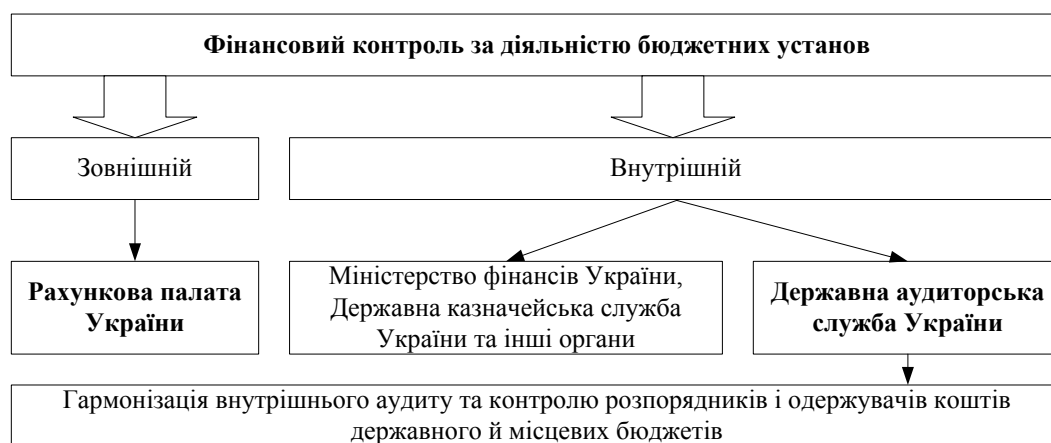 Фінансовий контроль за діяльністю бюджетних установ
Зовнішній
Внутрішній
Рахункова палата
України
Міністерство фінансів України,
Державна казначейська служба
України та інші органи
Державна аудиторська
служба України
Гармонізація внутрішнього аудиту та контролю розпорядників і одержувачів коштів
державного й місцевих бюджетів